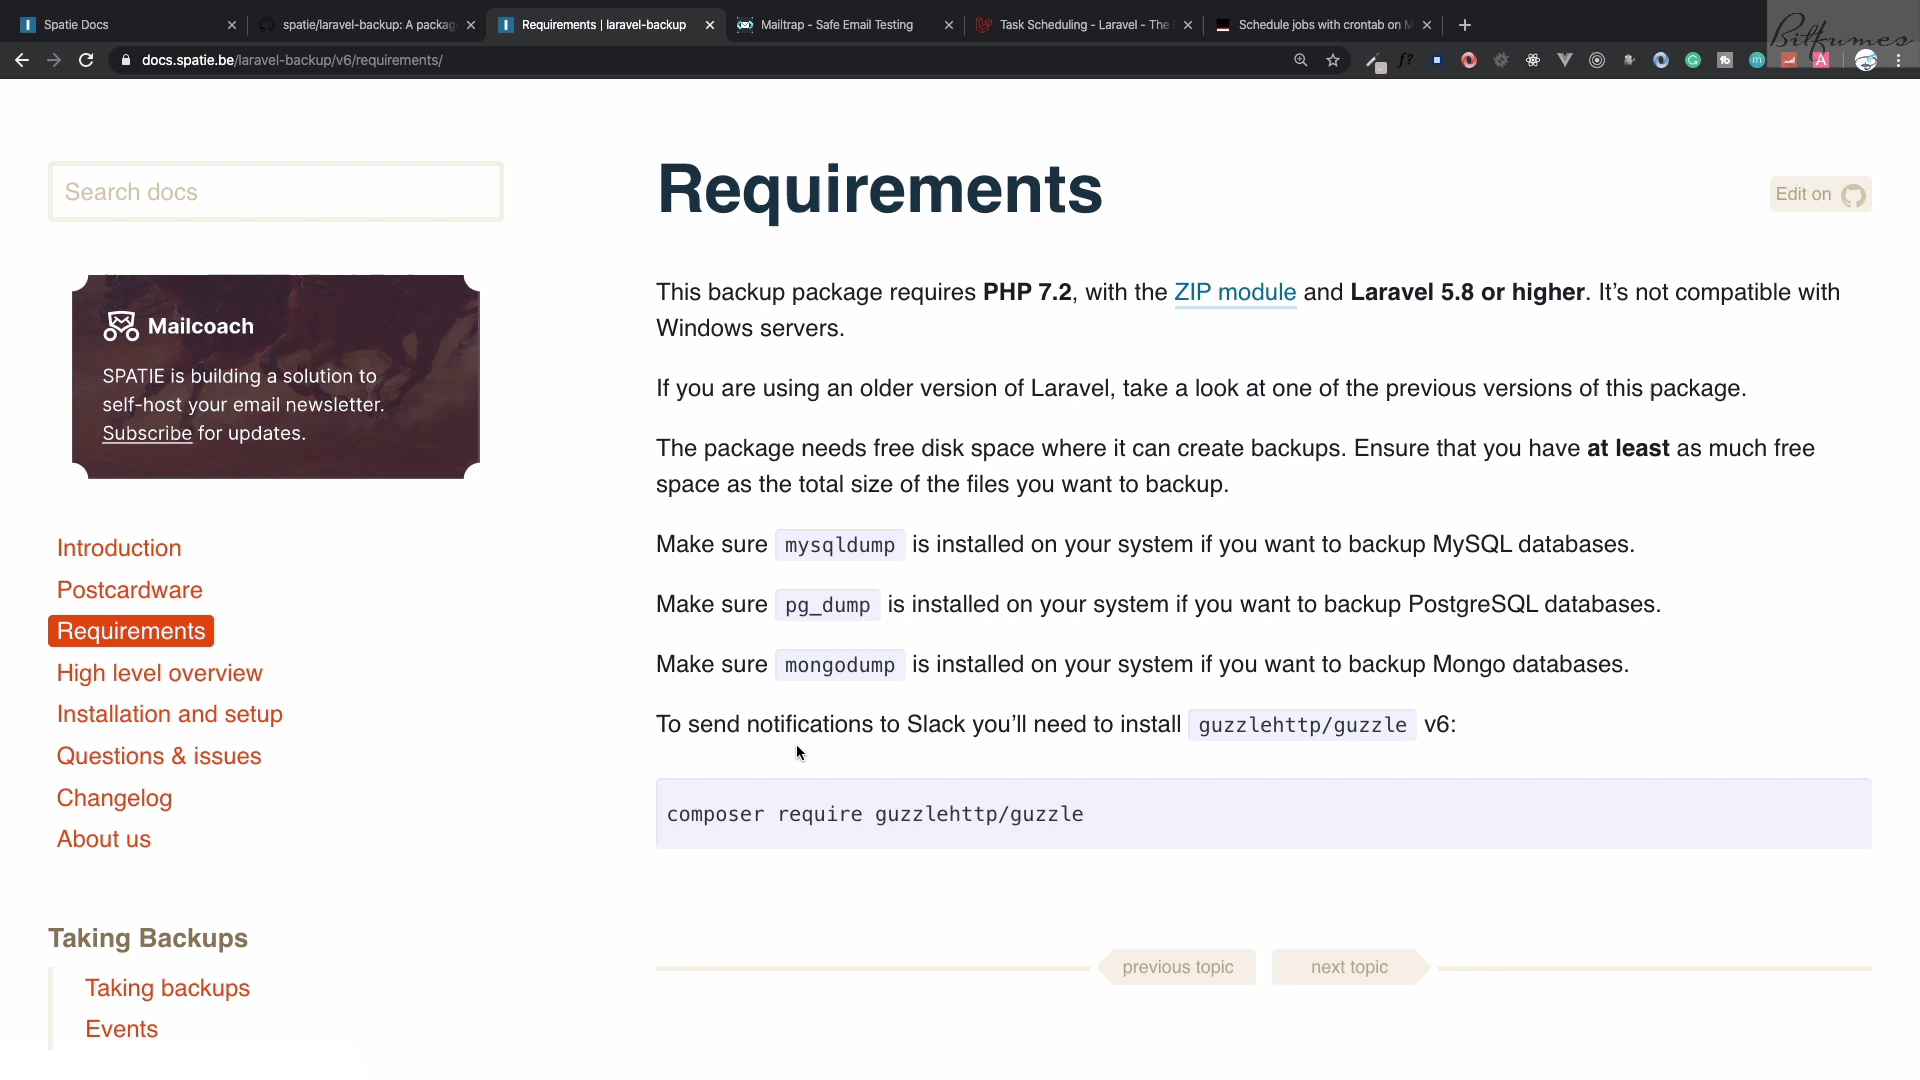 Spatie Docs
spatie/laravel-backup: A packag
Requirements | laravel-backup
Mailtrap - Safe Email Testing
Task Scheduling - Laravel - The
Schedule jobs with crontab on M
Bitfumes
docs.spatie.be/laravel-backup/v6/requirements/
Search docs
Mailcoach
SPATIE is building a solution to
self-host your email newsletter.
Subscribe for updates.
Introduction
Postcardware
Requirements
High level overview
Installation and setup
Questions & issues
Changelog
About us
Taking Backups
Taking backups
Events
Requirements
Edit on
This backup package requires PHP 7.2, with the ZIP module and Laravel 5.8 or higher. It’s not compatible with
Windows servers.
If you are using an older version of Laravel, take a look at one of the previous versions of this package.
The package needs free disk space where it can create backups. Ensure that you have at least as much free
space as the total size of the files you want to backup.
Make sure mysqldump is installed on your system if you want to backup MySQL databases.
Make sure pg_dump is installed on your system if you want to backup PostgreSQL databases.
Make sure mongodump is installed on your system if you want to backup Mongo databases.
To send notifications to Slack you’ll need to install guzzlehttp/guzzle v6:
composer require guzzlehttp/guzzle
previous topic
next topic